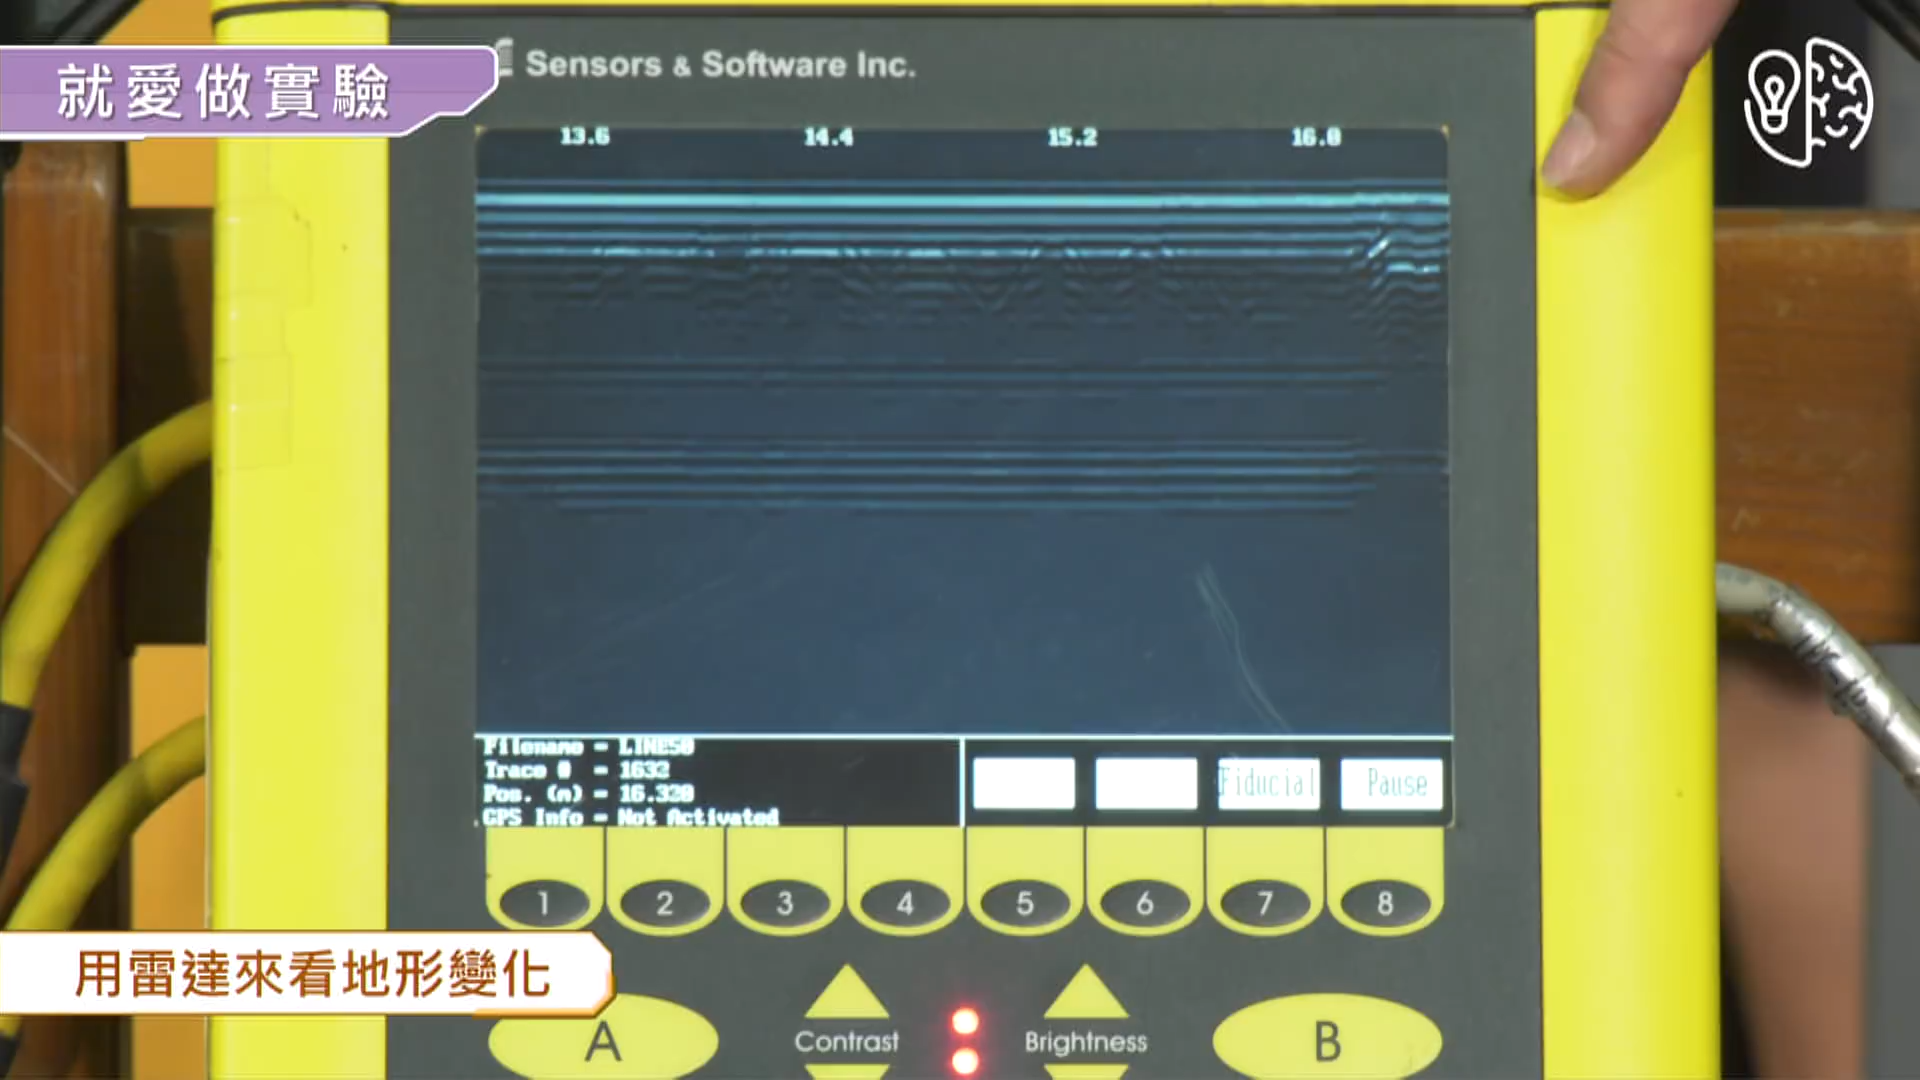 就愛做實驗
Sensors & Software Inc.
13.6 14.4 15.2 16.0
Filename = LINE50
Trace # = 1632
Pos. (m) = 16.320
GPS Info = Not Activated
Fiducial
Pause
1 2 3 4 5 6 7 8
用雷達來看地形變化
A
Contrast
Brightness
B